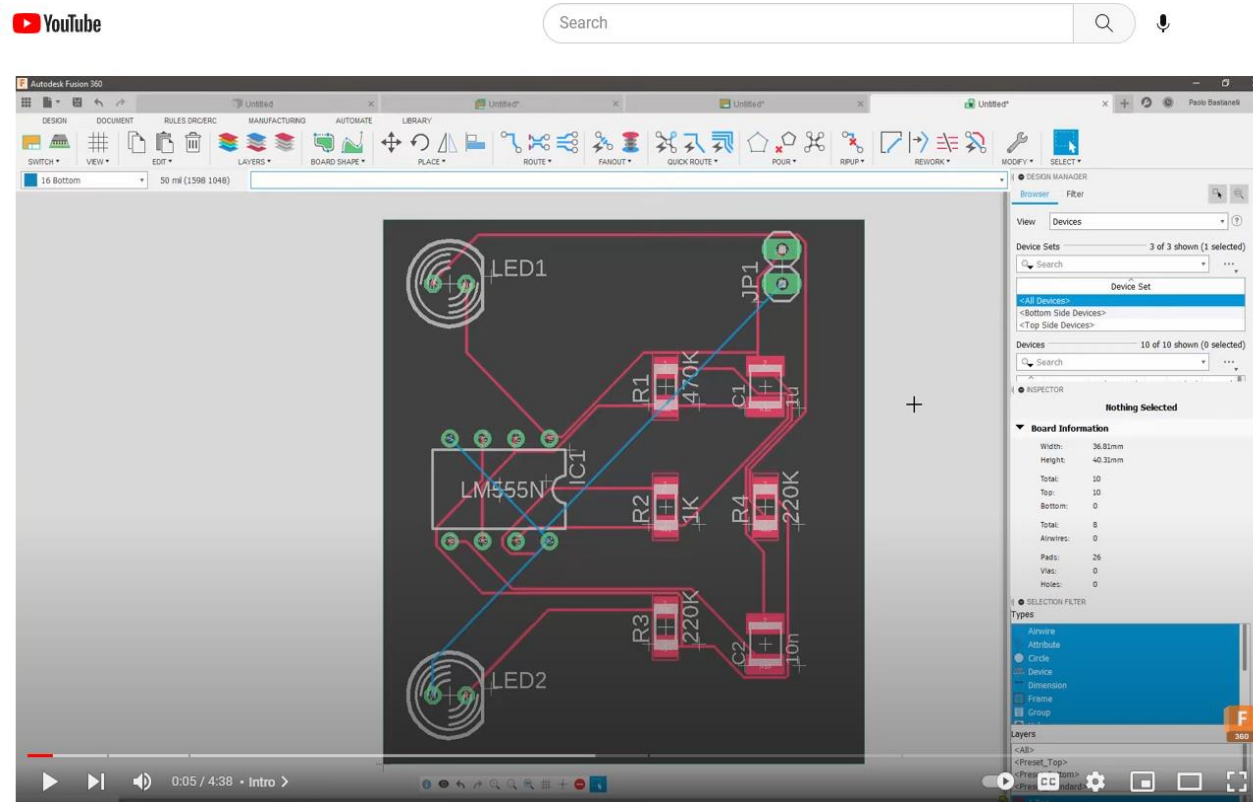 YouTube
Search
Autodesk Fusion 360
Untitled
Untitled*
Untitled*
Untitled*
Paolo Bastianeli
DESIGN DOCUMENT RULES DRC/ERC MANUFACTURING AUTOMATE LIBRARY
SWITCH VIEW EDIT LAYERS BOARD SHAPE PLACE ROUTE FANOUT QUICK ROUTE POUR RIPUP REWORK MODIFY SELECT
16 Bottom 50 mil (1598 1048)
DESIGN MANAGER
Browser Filter
View Devices
Device Sets 3 of 3 shown (1 selected)
Search
Device Set
<All Devices>
<Bottom Side Devices>
<Top Side Devices>
Devices 10 of 10 shown (0 selected)
Search
INSPECTOR
Nothing Selected
Board Information
Width: 36.81mm
Height: 40.31mm
Total: 10
Top: 10
Bottom: 0
Total: 8
Airwires: 0
Pads: 26
Vias: 0
Holes: 0
SELECTION FILTER
Types
Airwire
Attribute
Circle
Device
Dimension
Frame
Group
Layers
<All>
<Preset_Top>
LED1
JP1
R1
470K
C1
1u
LM555N
IC1
R2
1K
R4
220K
R3
220K
C2
10n
LED2
F
360
0:05 / 4:38 • Intro
CC